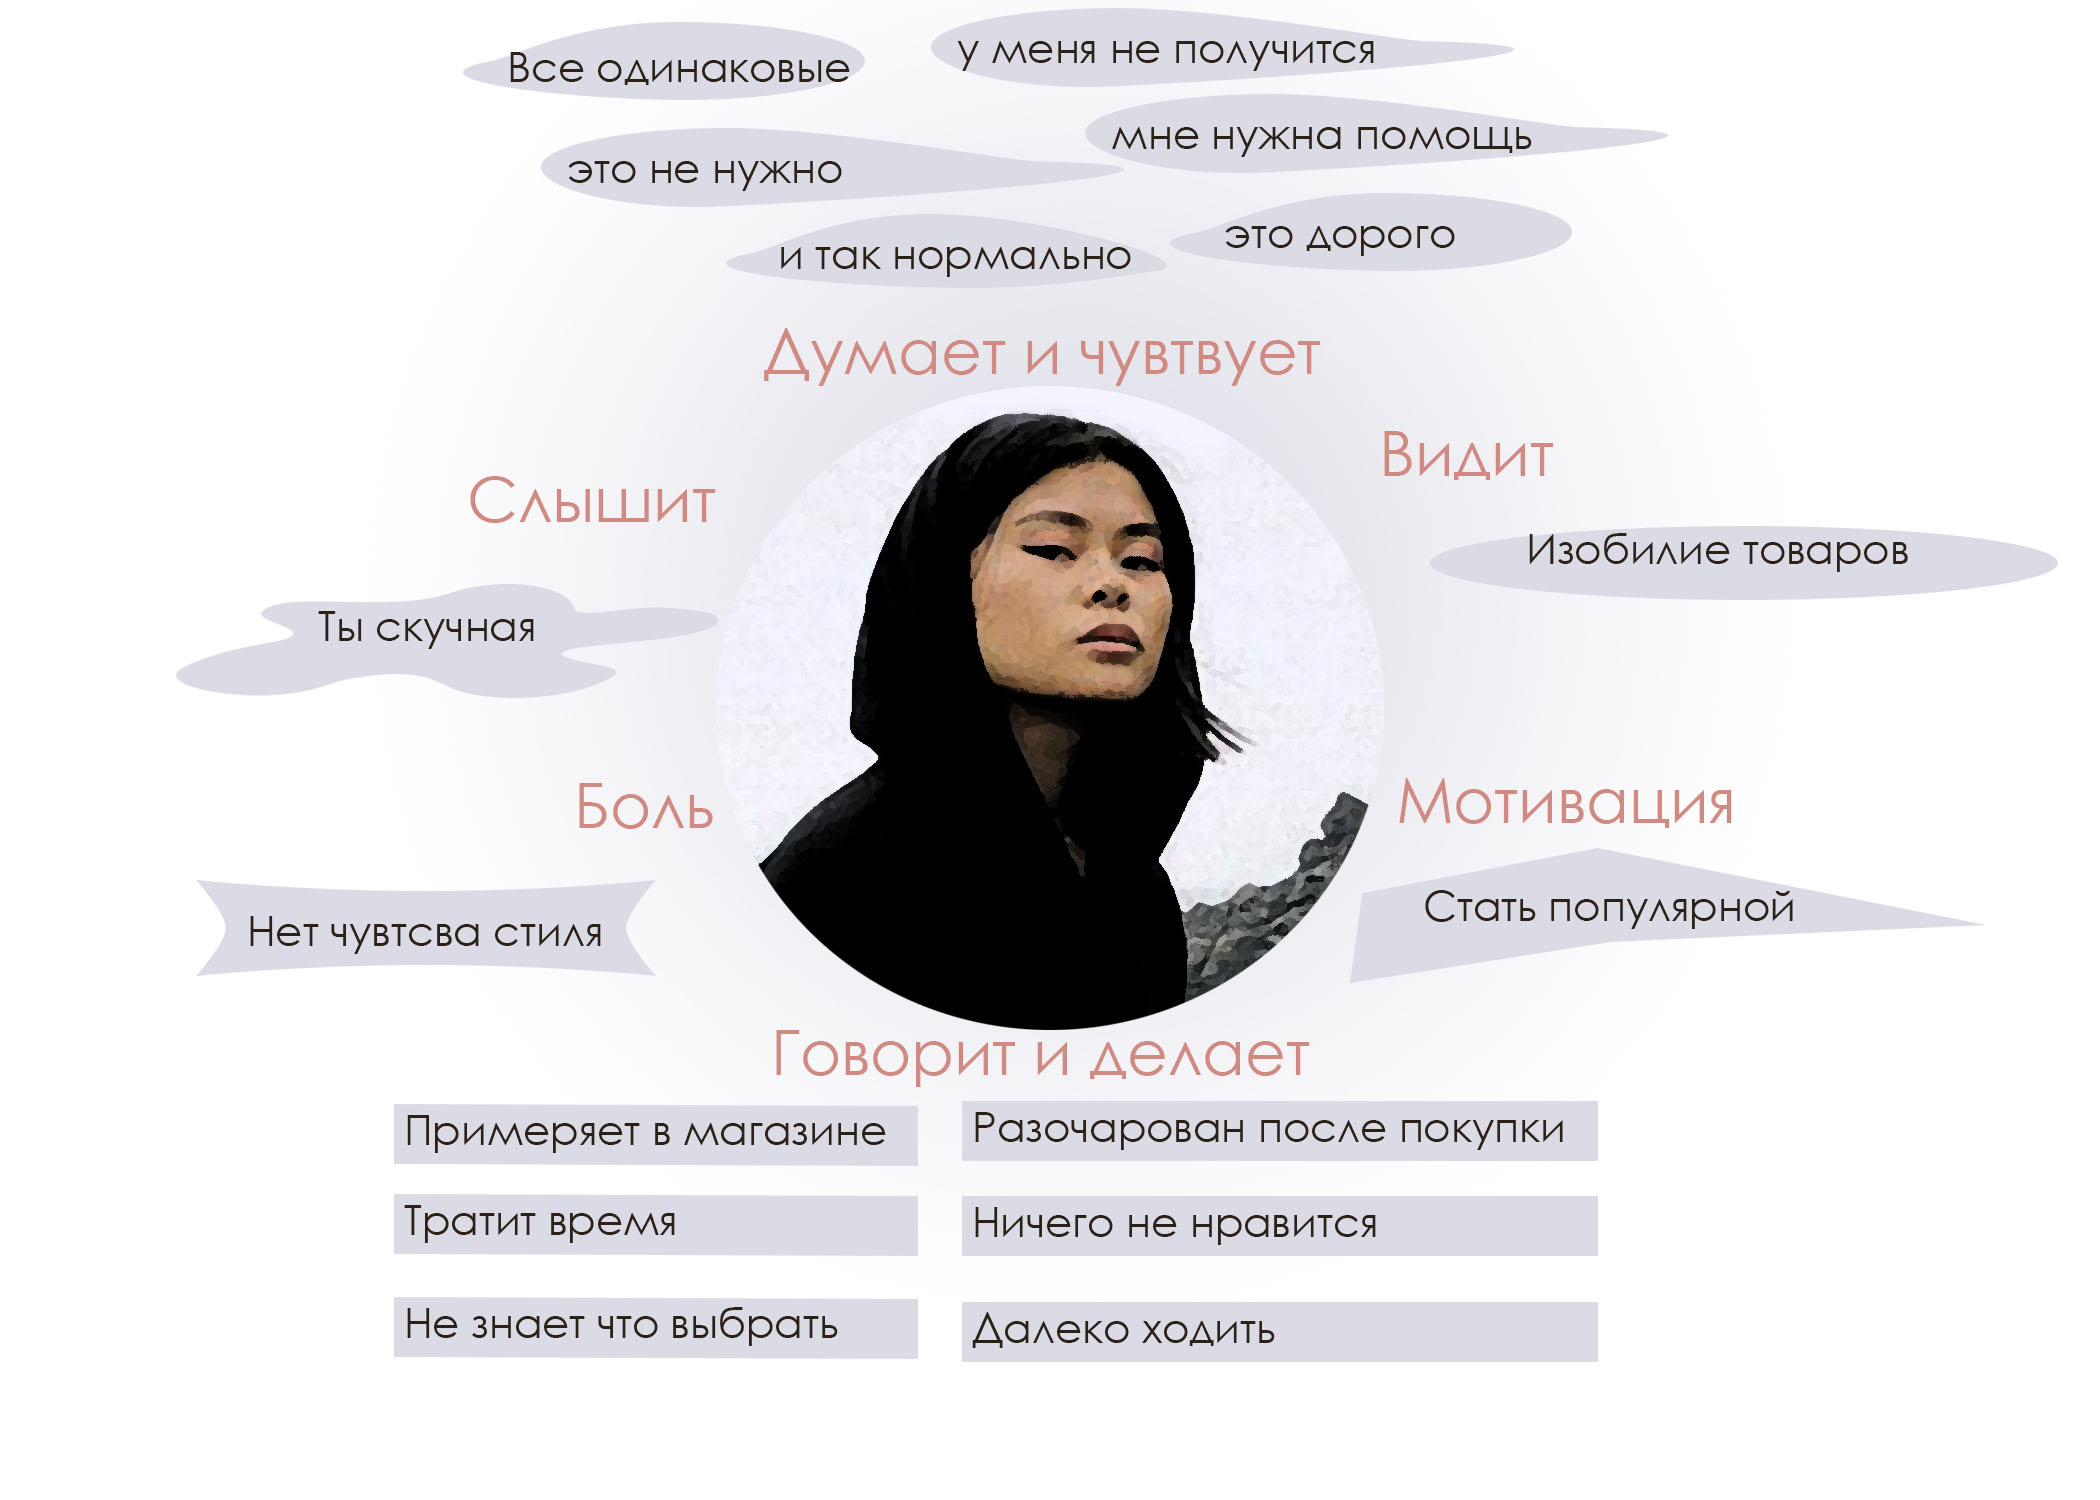 Все одинаковые
у меня не получится
мне нужна помощь
это не нужно
это дорого
и так нормально
Думает и чувтвует
Видит
Слышит
Изобилие товаров
Ты скучная
Боль
Мотивация
Нет чувтсва стиля
Стать популярной
Говорит и делает
Примеряет в магазине
Разочарован после покупки
Тратит время
Ничего не нравится
Не знает что выбрать
Далеко ходить